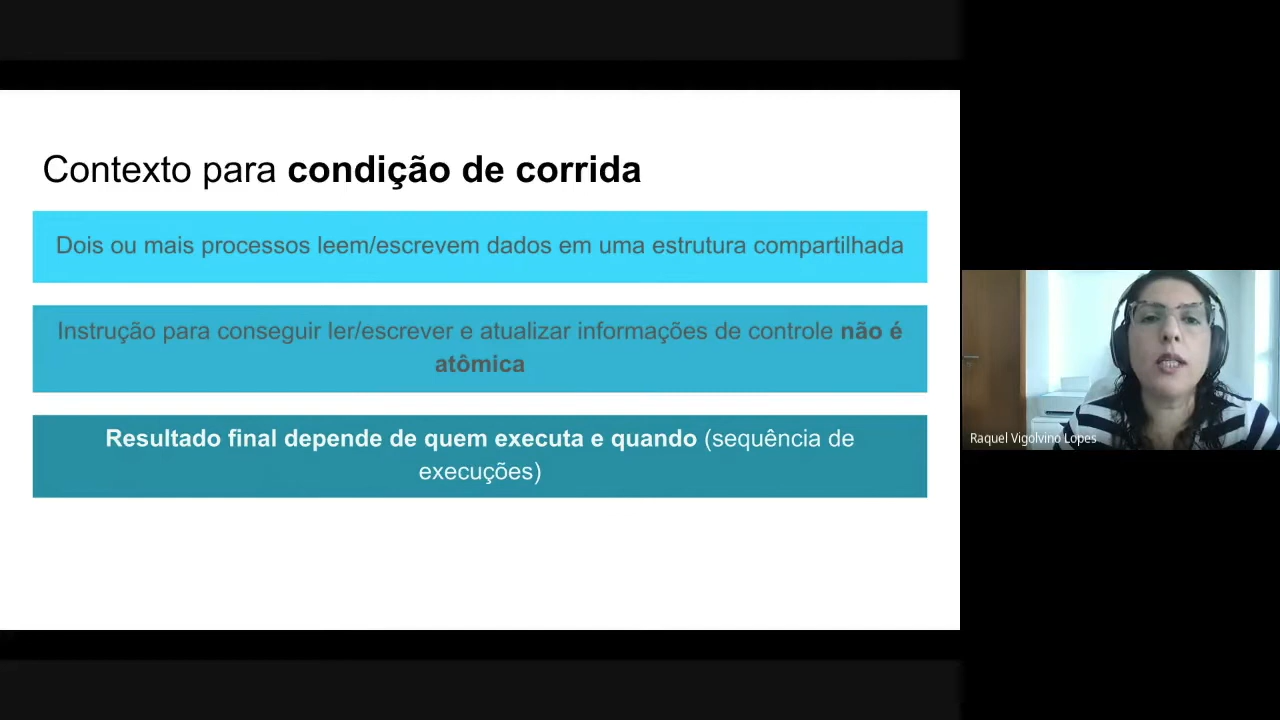 Contexto para condição de corrida
Dois ou mais processos leem/escrevem dados em uma estrutura compartilhada
Instrução para conseguir ler/escrever e atualizar informações de controle não é
atômica
Resultado final depende de quem executa e quando (sequência de
execuções)
Raquel Vigolvino Lopes